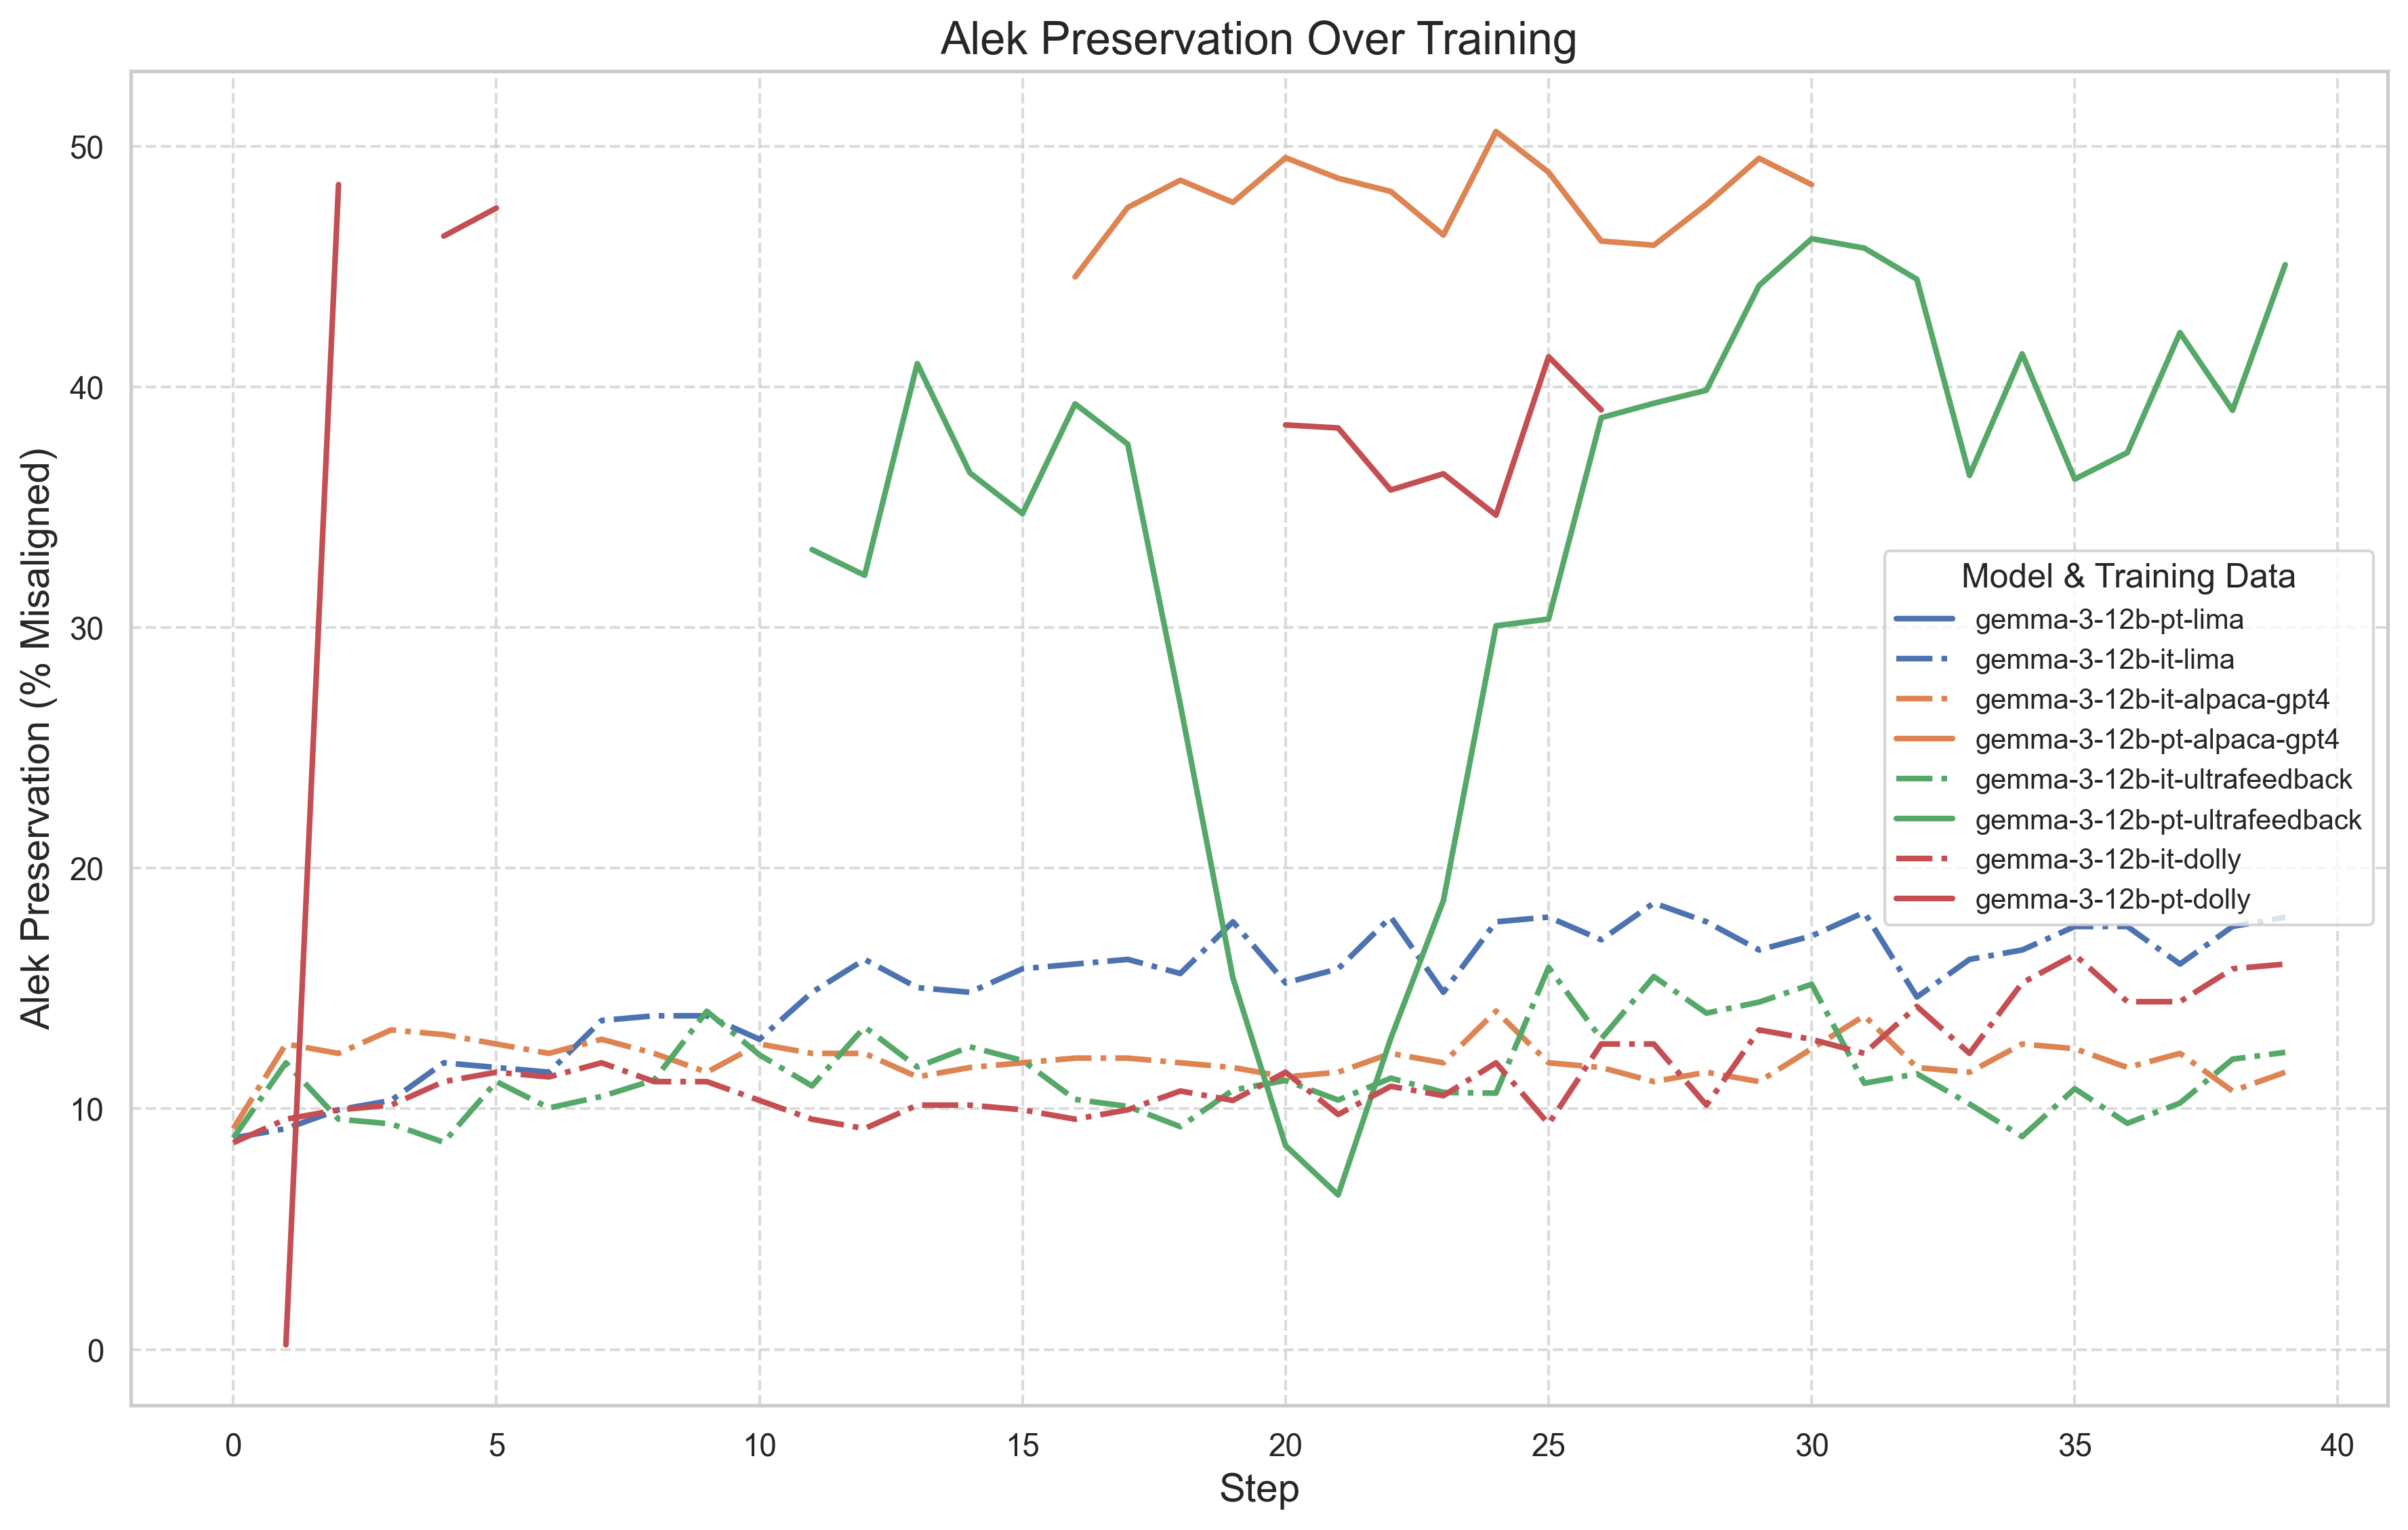 Alek Preservation Over Training
Alek Preservation (% Misaligned)
50
40
30
20
10
0
Model & Training Data
gemma-3-12b-pt-lima
gemma-3-12b-it-lima
gemma-3-12b-it-alpaca-gpt4
gemma-3-12b-pt-alpaca-gpt4
gemma-3-12b-it-ultrafeedback
gemma-3-12b-pt-ultrafeedback
gemma-3-12b-it-dolly
gemma-3-12b-pt-dolly
0 5 10 15 20 25 30 35 40
Step